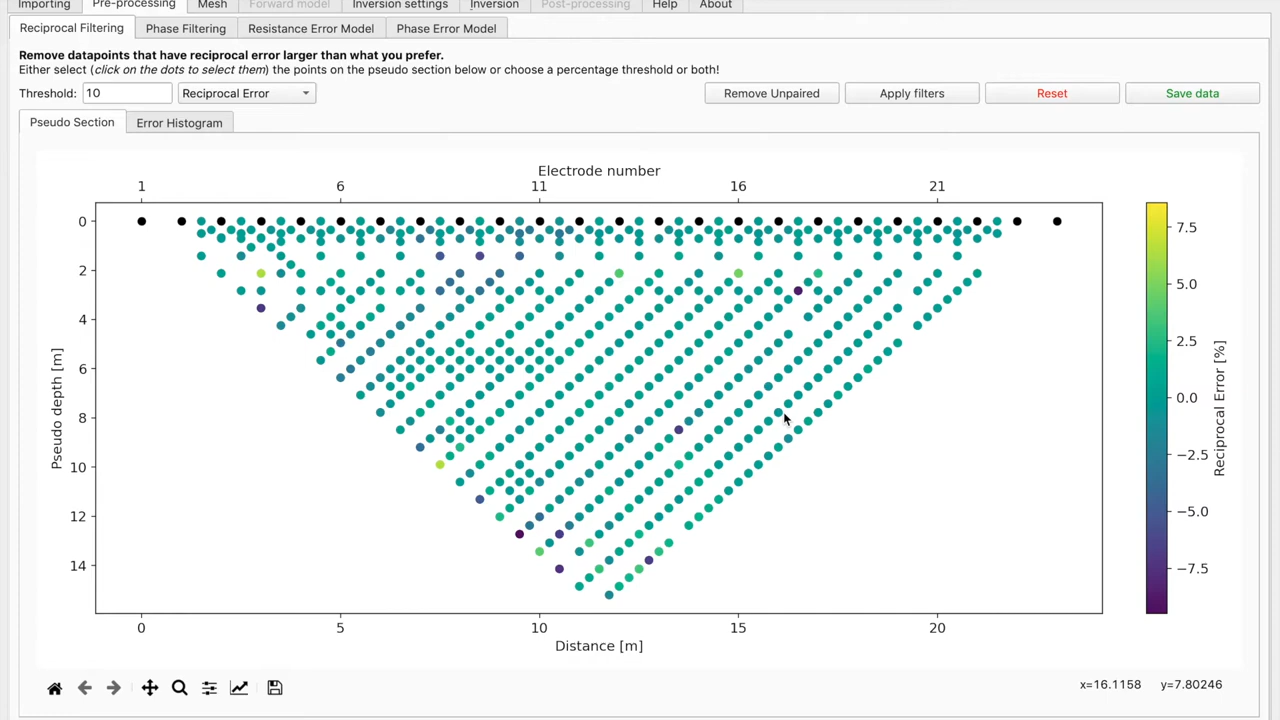 Importing Pre-processing Mesh Forward model Inversion settings Inversion Post-processing Help About
Reciprocal Filtering Phase Filtering Resistance Error Model Phase Error Model
Remove datapoints that have reciprocal error larger than what you prefer.
Either select (click on the dots to select them) the points on the pseudo section below or choose a percentage threshold or both!
Threshold: 10 Reciprocal Error Remove Unpaired Apply filters Reset Save data
Pseudo Section Error Histogram
Electrode number
1 6 11 16 21
0
2
4
6
8
10
12
14
Pseudo depth [m]
0 5 10 15 20
Distance [m]
7.5
5.0
2.5
0.0
−2.5
−5.0
−7.5
Reciprocal Error [%]
x=16.1158 y=7.80246